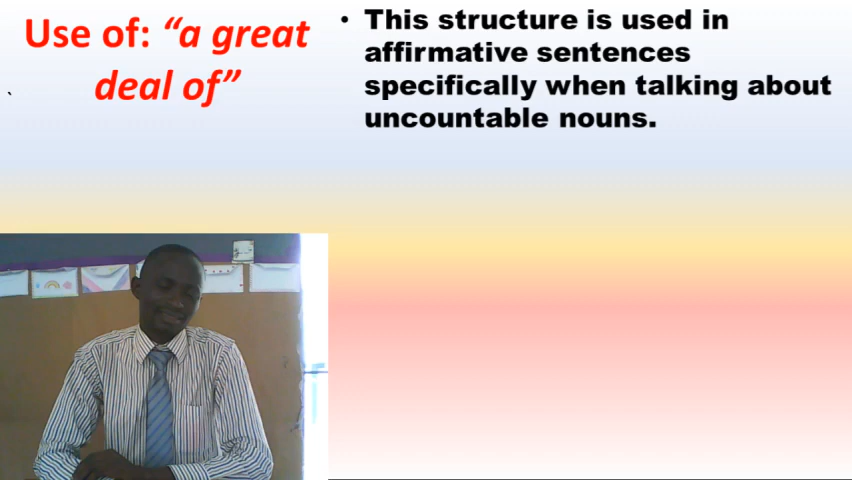 Use of: “a great
deal of”
• This structure is used in
affirmative sentences
specifically when talking about
uncountable nouns.